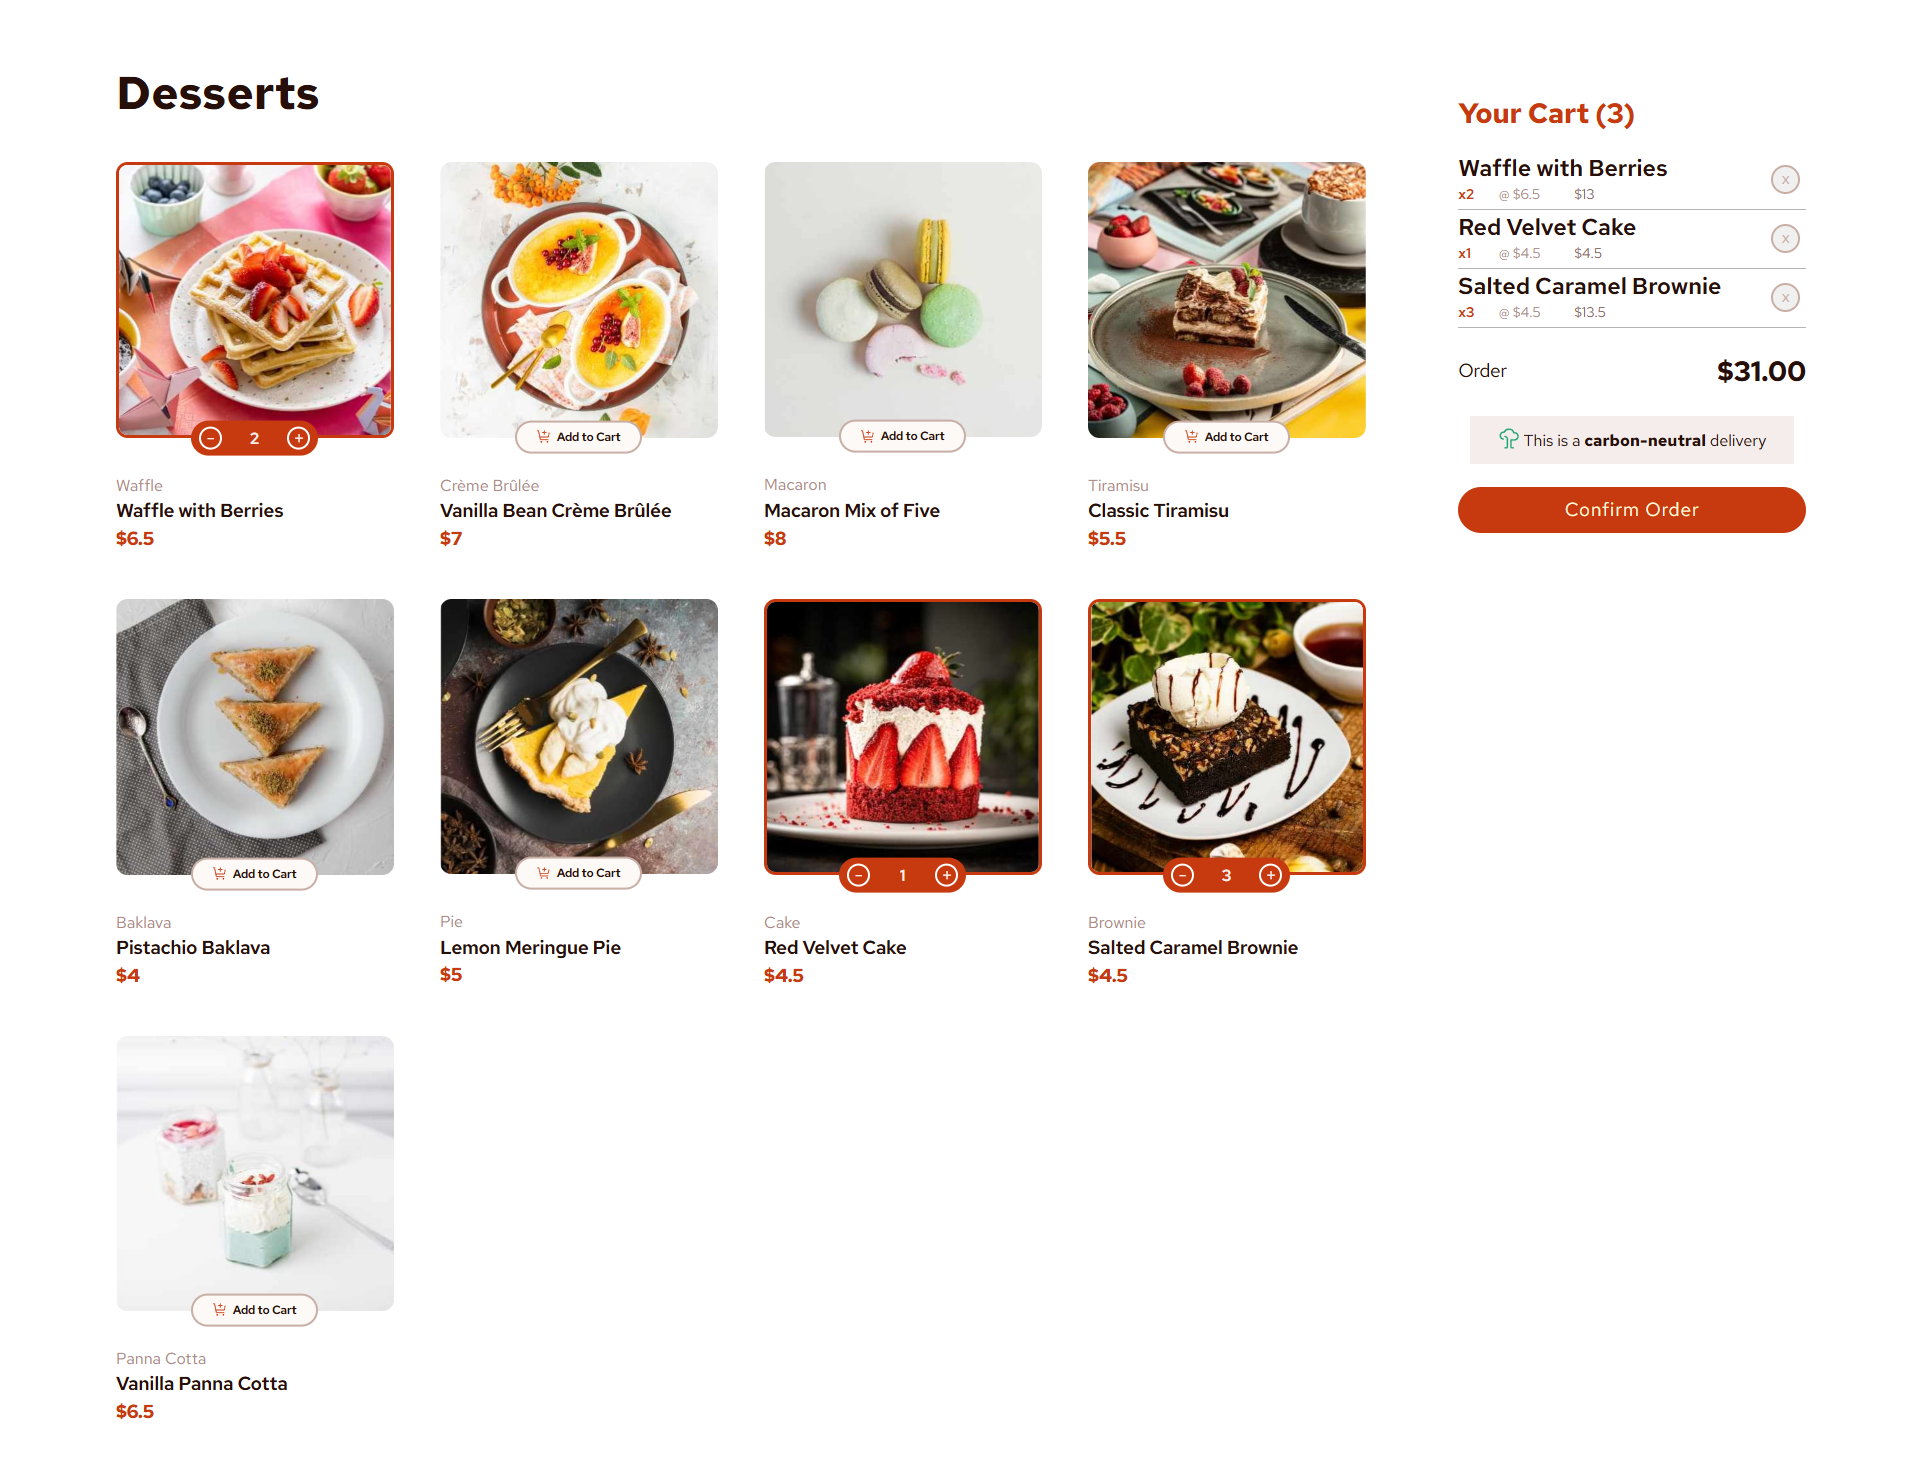 Desserts
2
Waffle
Waffle with Berries
$6.5
Add to Cart
Crème Brûlée
Vanilla Bean Crème Brûlée
$7
Add to Cart
Macaron
Macaron Mix of Five
$8
Add to Cart
Tiramisu
Classic Tiramisu
$5.5
Add to Cart
Baklava
Pistachio Baklava
$4
Add to Cart
Pie
Lemon Meringue Pie
$5
1
Cake
Red Velvet Cake
$4.5
3
Brownie
Salted Caramel Brownie
$4.5
Add to Cart
Panna Cotta
Vanilla Panna Cotta
$6.5
Your Cart (3)
Waffle with Berries
x2 @ $6.5 $13
x
Red Velvet Cake
x1 @ $4.5 $4.5
x
Salted Caramel Brownie
x3 @ $4.5 $13.5
x
Order $31.00
This is a carbon-neutral delivery
Confirm Order